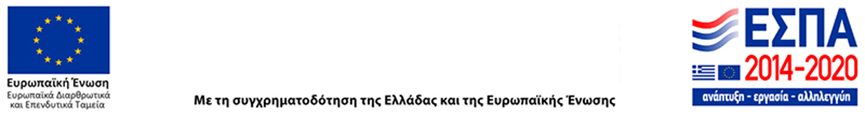 Ευρωπαϊκή Ένωση
Ευρωπαϊκά Διαρθρωτικά
και Επενδυτικά Ταμεία
Με τη συγχρηματοδότηση της Ελλάδας και της Ευρωπαϊκής Ένωσης
ΕΣΠΑ
2014-2020
ανάπτυξη - εργασία - αλληλεγγύη